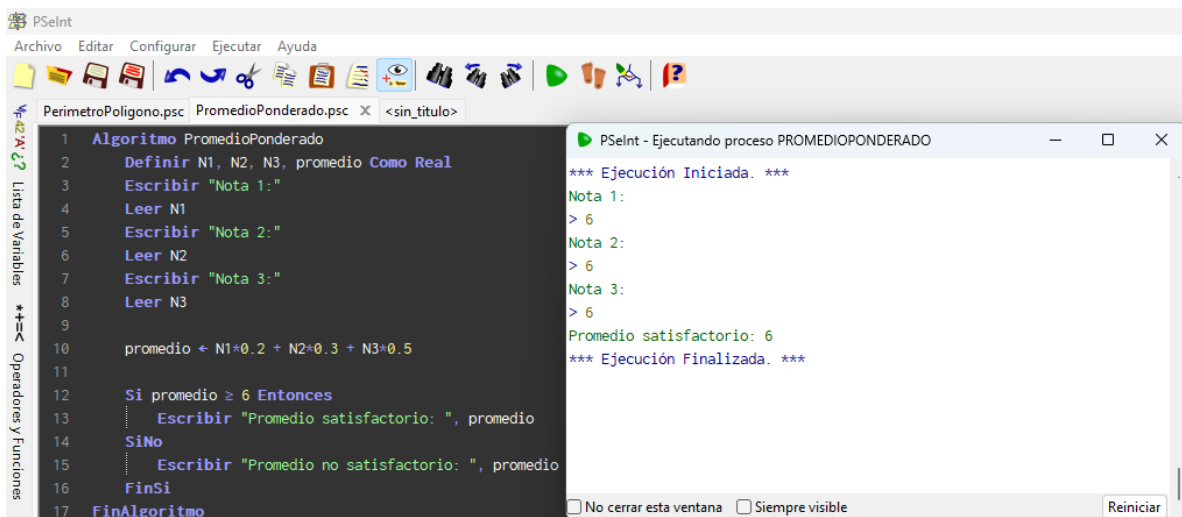 PSeInt
Archivo Editar Configurar Ejecutar Ayuda
PerimetroPoligono.psc PromedioPonderado.psc X <sin_titulo>
42 'A' ¿? Lista de Variables
*+=< Operadores y Funciones
1 Algoritmo PromedioPonderado
2 Definir N1, N2, N3, promedio Como Real
3 Escribir "Nota 1:"
4 Leer N1
5 Escribir "Nota 2:"
6 Leer N2
7 Escribir "Nota 3:"
8 Leer N3
9
10 promedio ← N1*0.2 + N2*0.3 + N3*0.5
11
12 Si promedio ≥ 6 Entonces
13 Escribir "Promedio satisfactorio: ", promedio
14 SiNo
15 Escribir "Promedio no satisfactorio: ", promedio
16 FinSi
17 FinAlgoritmo
PSeInt - Ejecutando proceso PROMEDIOPONDERADO
*** Ejecución Iniciada. ***
Nota 1:
> 6
Nota 2:
> 6
Nota 3:
> 6
Promedio satisfactorio: 6
*** Ejecución Finalizada. ***
No cerrar esta ventana Siempre visible Reiniciar